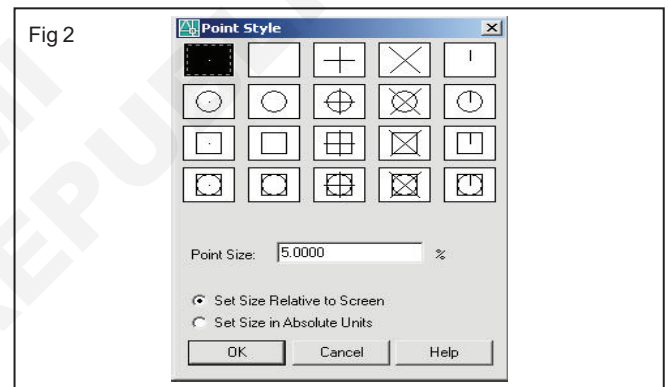 Fig 2
Point Style
Point Size: 5.0000 %
Set Size Relative to Screen
Set Size in Absolute Units
OK Cancel Help